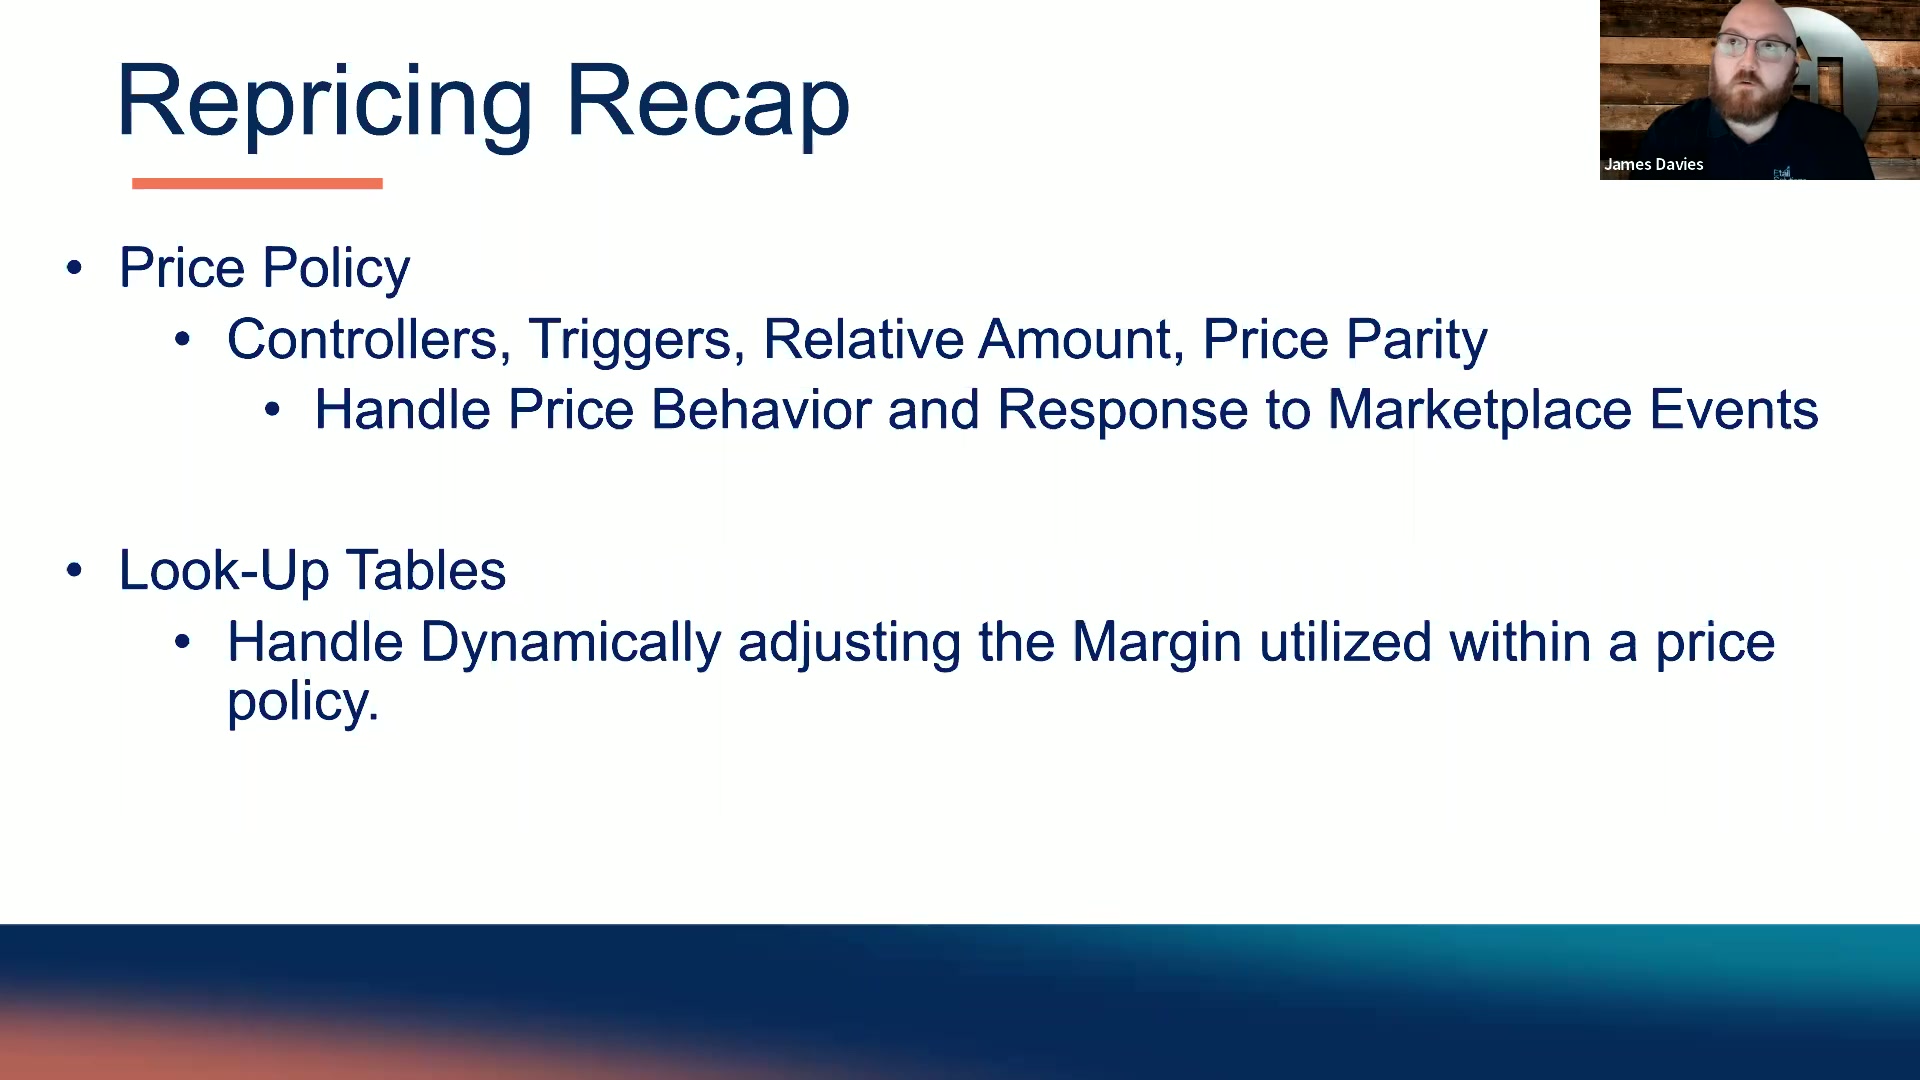 Repricing Recap
James Davies
• Price Policy
• Controllers, Triggers, Relative Amount, Price Parity
• Handle Price Behavior and Response to Marketplace Events
• Look-Up Tables
• Handle Dynamically adjusting the Margin utilized within a price
policy.